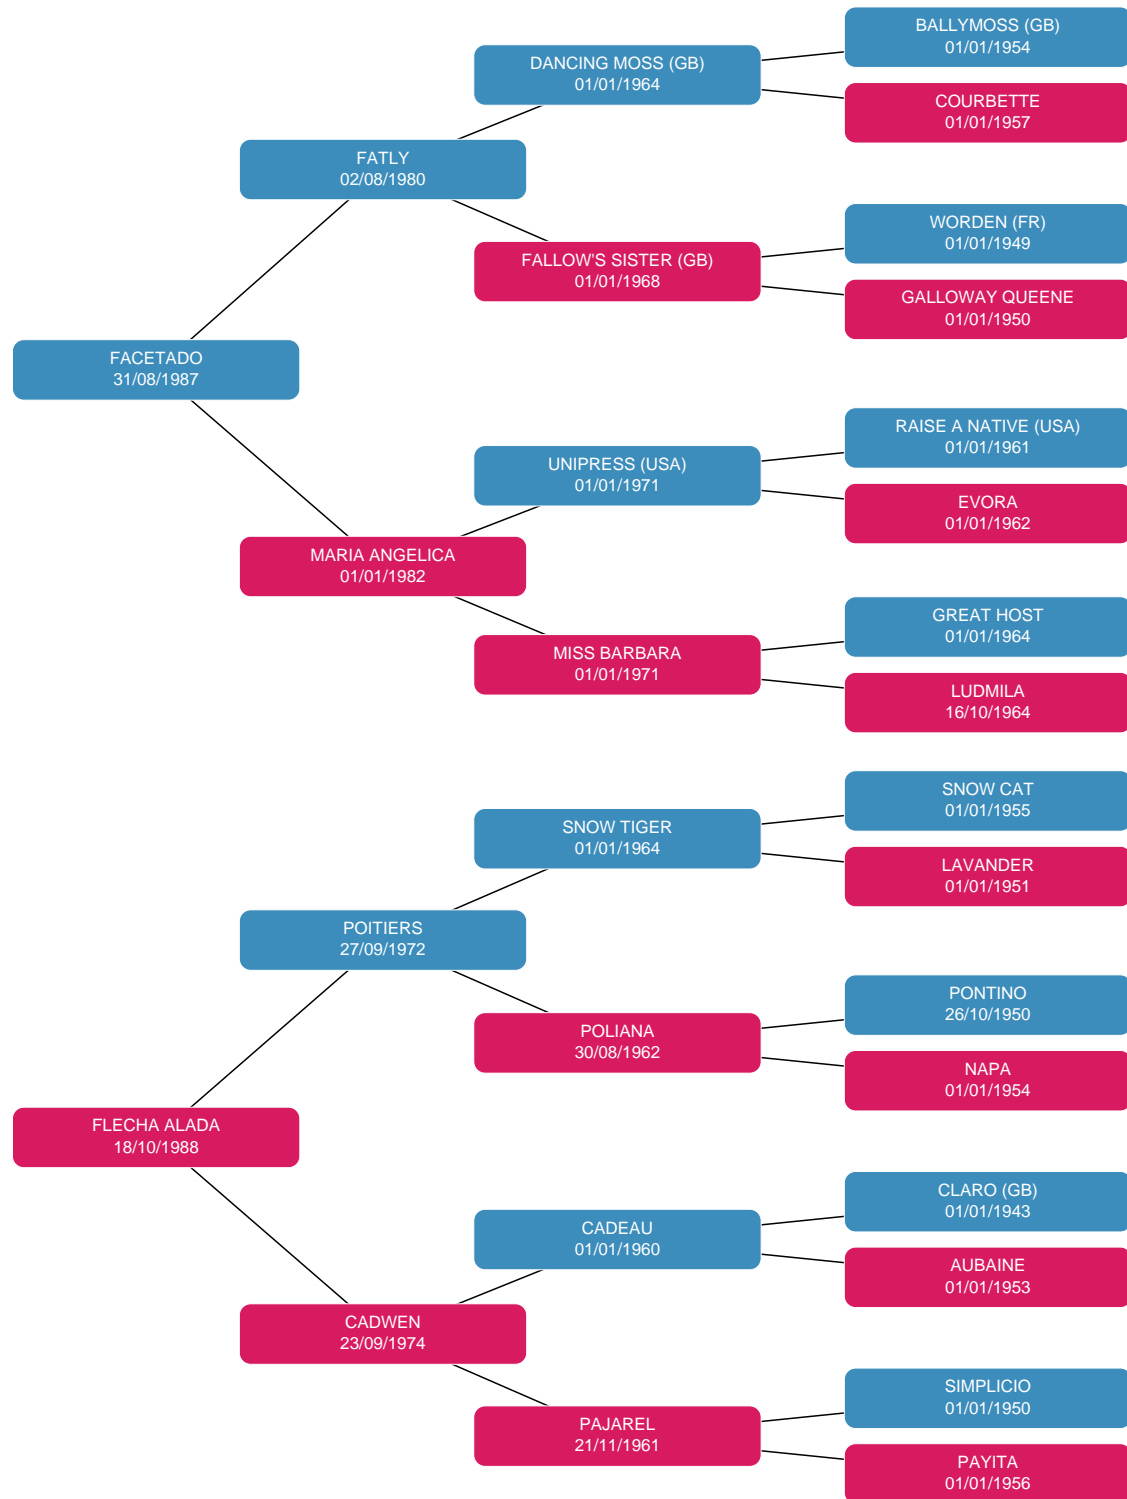 BALLYMOSS (GB)
01/01/1954
DANCING MOSS (GB)
01/01/1964
COURBETTE
01/01/1957
FATLY
02/08/1980
WORDEN (FR)
01/01/1949
FALLOW'S SISTER (GB)
01/01/1968
GALLOWAY QUEENE
01/01/1950
FACETADO
31/08/1987
RAISE A NATIVE (USA)
01/01/1961
UNIPRESS (USA)
01/01/1971
EVORA
01/01/1962
MARIA ANGELICA
01/01/1982
GREAT HOST
01/01/1964
MISS BARBARA
01/01/1971
LUDMILA
16/10/1964
SNOW CAT
01/01/1955
SNOW TIGER
01/01/1964
LAVANDER
01/01/1951
POITIERS
27/09/1972
PONTINO
26/10/1950
POLIANA
30/08/1962
NAPA
01/01/1954
FLECHA ALADA
18/10/1988
CLARO (GB)
01/01/1943
CADEAU
01/01/1960
AUBAINE
01/01/1953
CADWEN
23/09/1974
SIMPLICIO
01/01/1950
PAJAREL
21/11/1961
PAYITA
01/01/1956